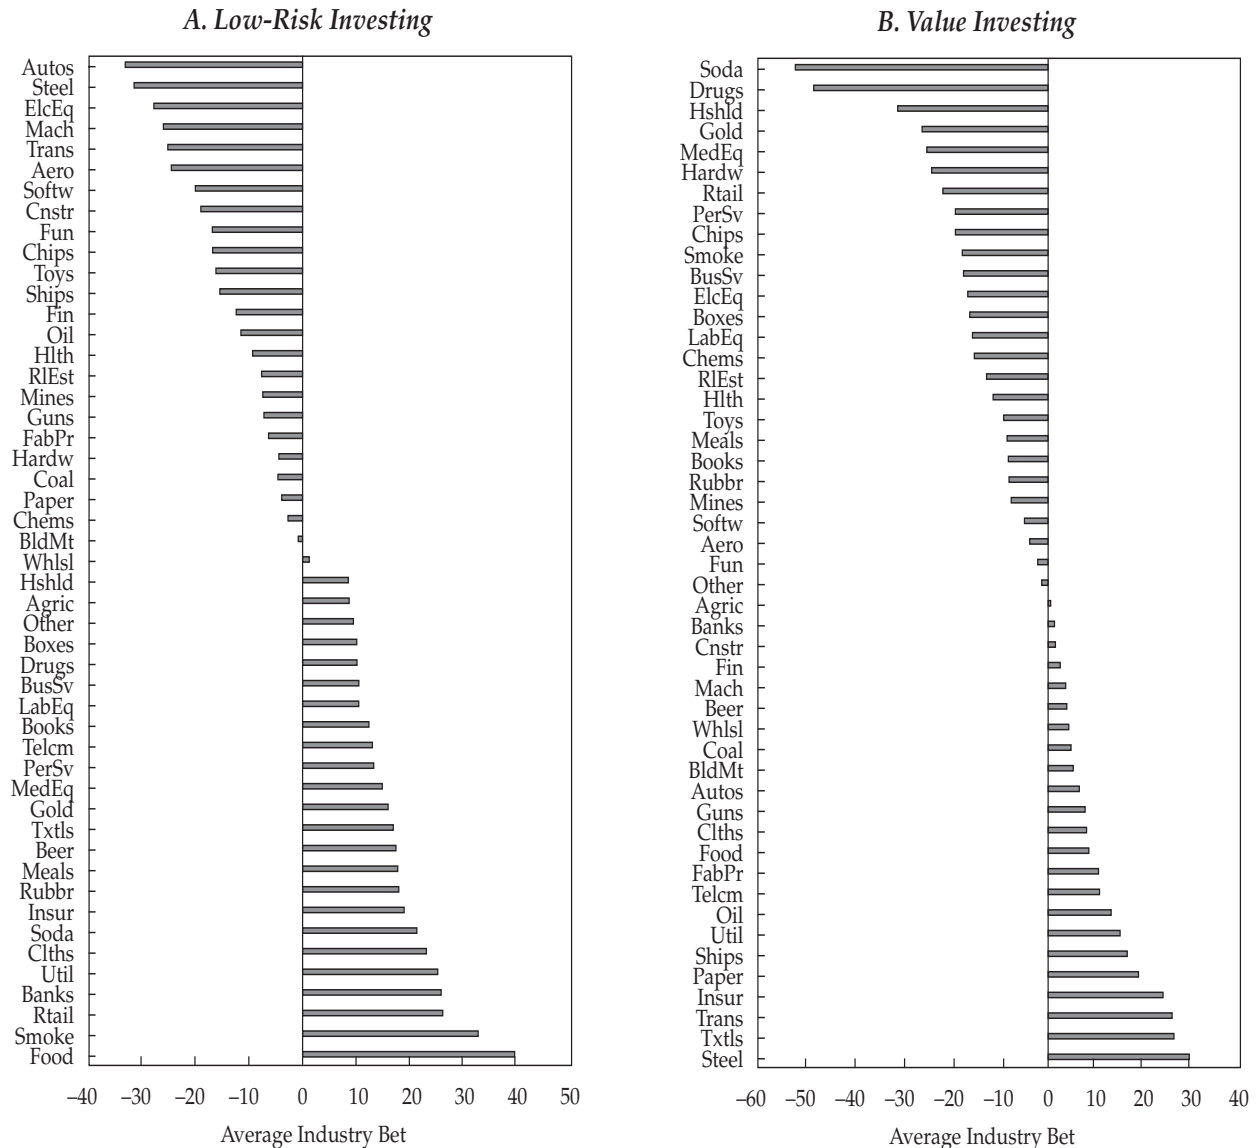 A. Low-Risk Investing
Autos
Steel
ElcEq
Mach
Trans
Aero
Softw
Cnstr
Fun
Chips
Toys
Ships
Fin
Oil
Hlth
RlEst
Mines
Guns
FabPr
Hardw
Coal
Paper
Chems
BldMt
Whlsl
Hshld
Agric
Other
Boxes
Drugs
BusSv
LabEq
Books
Telcm
PerSv
MedEq
Gold
Txtls
Beer
Meals
Rubbr
Insur
Soda
Clths
Util
Banks
Rtail
Smoke
Food
–40 –30 –20 –10 0 10 20 30 40 50
Average Industry Bet
B. Value Investing
Soda
Drugs
Hshld
Gold
MedEq
Hardw
Rtail
PerSv
Chips
Smoke
BusSv
ElcEq
Boxes
LabEq
Chems
RlEst
Hlth
Toys
Meals
Books
Rubbr
Mines
Softw
Aero
Fun
Other
Agric
Banks
Cnstr
Fin
Mach
Beer
Whlsl
Coal
BldMt
Autos
Guns
Clths
Food
FabPr
Telcm
Oil
Util
Ships
Paper
Insur
Trans
Txtls
Steel
–60 –50 –40 –30 –20 –10 0 10 20 30 40
Average Industry Bet